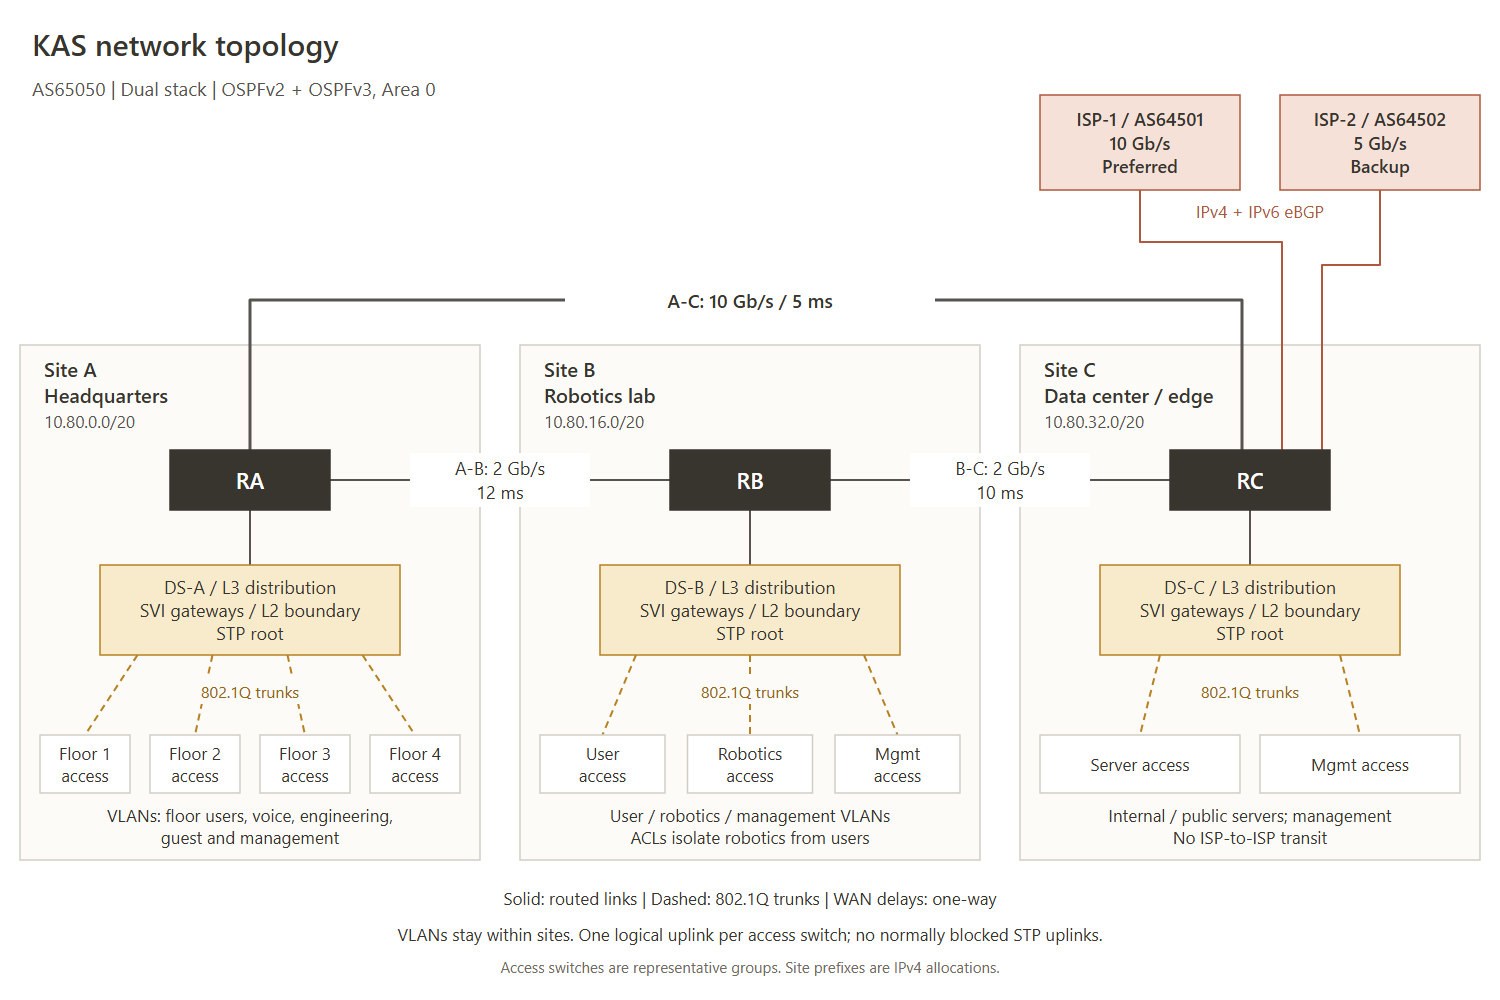 KAS network topology
AS65050 | Dual stack | OSPFv2 + OSPFv3, Area 0
ISP-1 / AS64501
10 Gb/s
Preferred
ISP-2 / AS64502
5 Gb/s
Backup
IPv4 + IPv6 eBGP
A-C: 10 Gb/s / 5 ms
Site A
Headquarters
10.80.0.0/20
Site B
Robotics lab
10.80.16.0/20
Site C
Data center / edge
10.80.32.0/20
RA
A-B: 2 Gb/s
12 ms
RB
B-C: 2 Gb/s
10 ms
RC
DS-A / L3 distribution
SVI gateways / L2 boundary
STP root
DS-B / L3 distribution
SVI gateways / L2 boundary
STP root
DS-C / L3 distribution
SVI gateways / L2 boundary
STP root
802.1Q trunks
802.1Q trunks
802.1Q trunks
Floor 1
access
Floor 2
access
Floor 3
access
Floor 4
access
User
access
Robotics
access
Mgmt
access
Server access
Mgmt access
VLANs: floor users, voice, engineering,
guest and management
User / robotics / management VLANs
ACLs isolate robotics from users
Internal / public servers; management
No ISP-to-ISP transit
Solid: routed links | Dashed: 802.1Q trunks | WAN delays: one-way
VLANs stay within sites. One logical uplink per access switch; no normally blocked STP uplinks.
Access switches are representative groups. Site prefixes are IPv4 allocations.